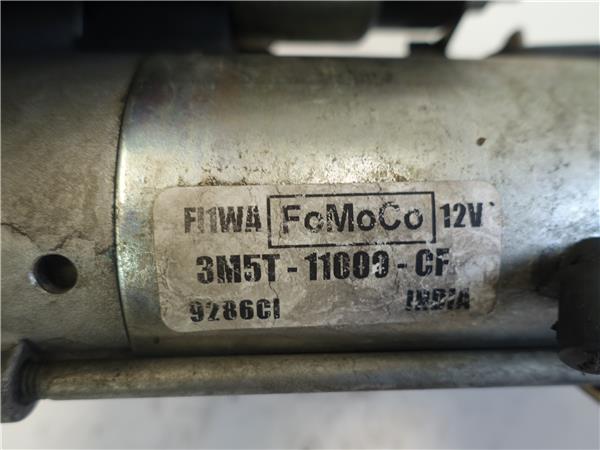 FI1WA FoMoCo 12V
3M5T-11000-CF
9286CI
INDIA